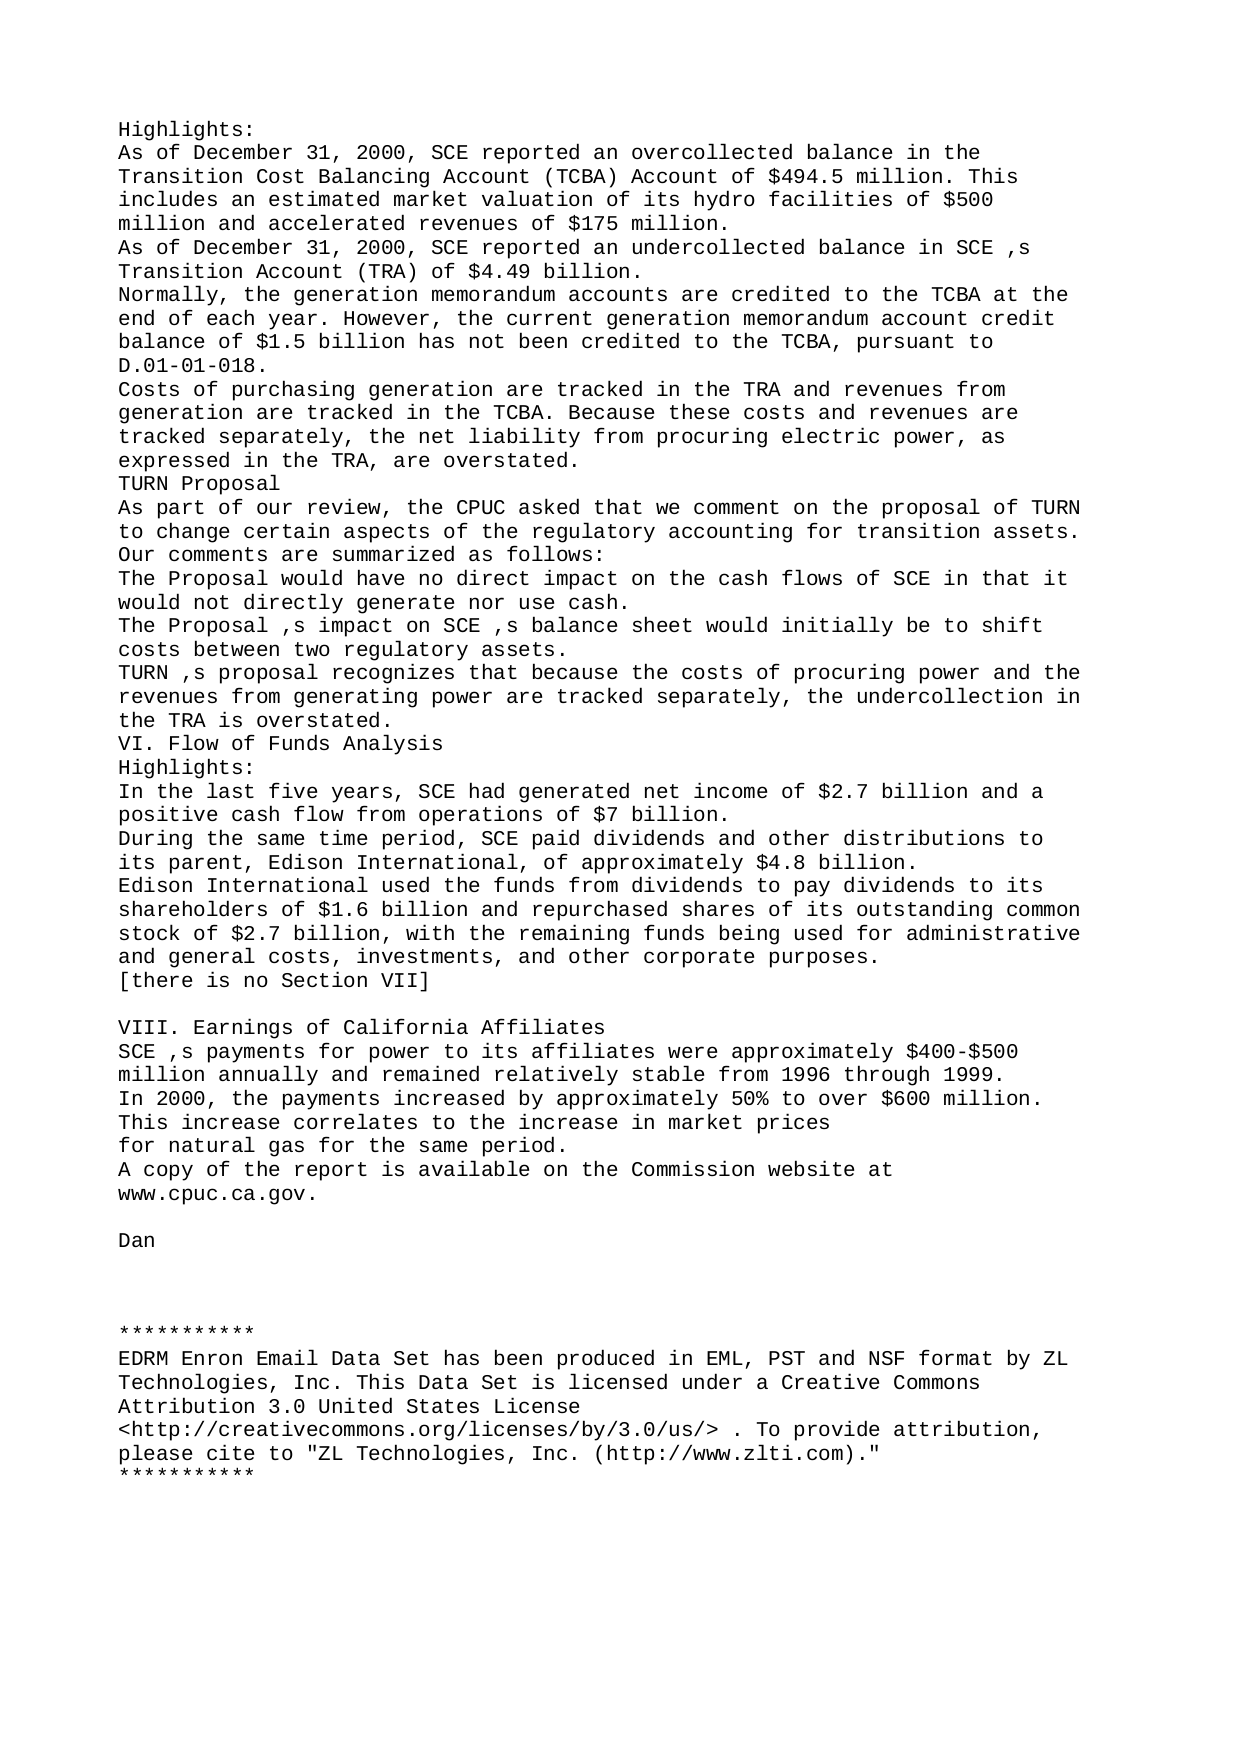 Highlights:
As of December 31, 2000, SCE reported an overcollected balance in the
Transition Cost Balancing Account (TCBA) Account of $494.5 million. This
includes an estimated market valuation of its hydro facilities of $500
million and accelerated revenues of $175 million.
As of December 31, 2000, SCE reported an undercollected balance in SCE ,s
Transition Account (TRA) of $4.49 billion.
Normally, the generation memorandum accounts are credited to the TCBA at the
end of each year. However, the current generation memorandum account credit
balance of $1.5 billion has not been credited to the TCBA, pursuant to
D.01-01-018.
Costs of purchasing generation are tracked in the TRA and revenues from
generation are tracked in the TCBA. Because these costs and revenues are
tracked separately, the net liability from procuring electric power, as
expressed in the TRA, are overstated.
TURN Proposal
As part of our review, the CPUC asked that we comment on the proposal of TURN
to change certain aspects of the regulatory accounting for transition assets.
Our comments are summarized as follows:
The Proposal would have no direct impact on the cash flows of SCE in that it
would not directly generate nor use cash.
The Proposal ,s impact on SCE ,s balance sheet would initially be to shift
costs between two regulatory assets.
TURN ,s proposal recognizes that because the costs of procuring power and the
revenues from generating power are tracked separately, the undercollection in
the TRA is overstated.
VI. Flow of Funds Analysis
Highlights:
In the last five years, SCE had generated net income of $2.7 billion and a
positive cash flow from operations of $7 billion.
During the same time period, SCE paid dividends and other distributions to
its parent, Edison International, of approximately $4.8 billion.
Edison International used the funds from dividends to pay dividends to its
shareholders of $1.6 billion and repurchased shares of its outstanding common
stock of $2.7 billion, with the remaining funds being used for administrative
and general costs, investments, and other corporate purposes.
[there is no Section VII]
VIII. Earnings of California Affiliates
SCE ,s payments for power to its affiliates were approximately $400-$500
million annually and remained relatively stable from 1996 through 1999.
In 2000, the payments increased by approximately 50% to over $600 million.
This increase correlates to the increase in market prices
for natural gas for the same period.
A copy of the report is available on the Commission website at
www.cpuc.ca.gov.
Dan
***********
EDRM Enron Email Data Set has been produced in EML, PST and NSF format by ZL
Technologies, Inc. This Data Set is licensed under a Creative Commons
Attribution 3.0 United States License
<http://creativecommons.org/licenses/by/3.0/us/> . To provide attribution,
please cite to "ZL Technologies, Inc. (http://www.zlti.com)."
***********